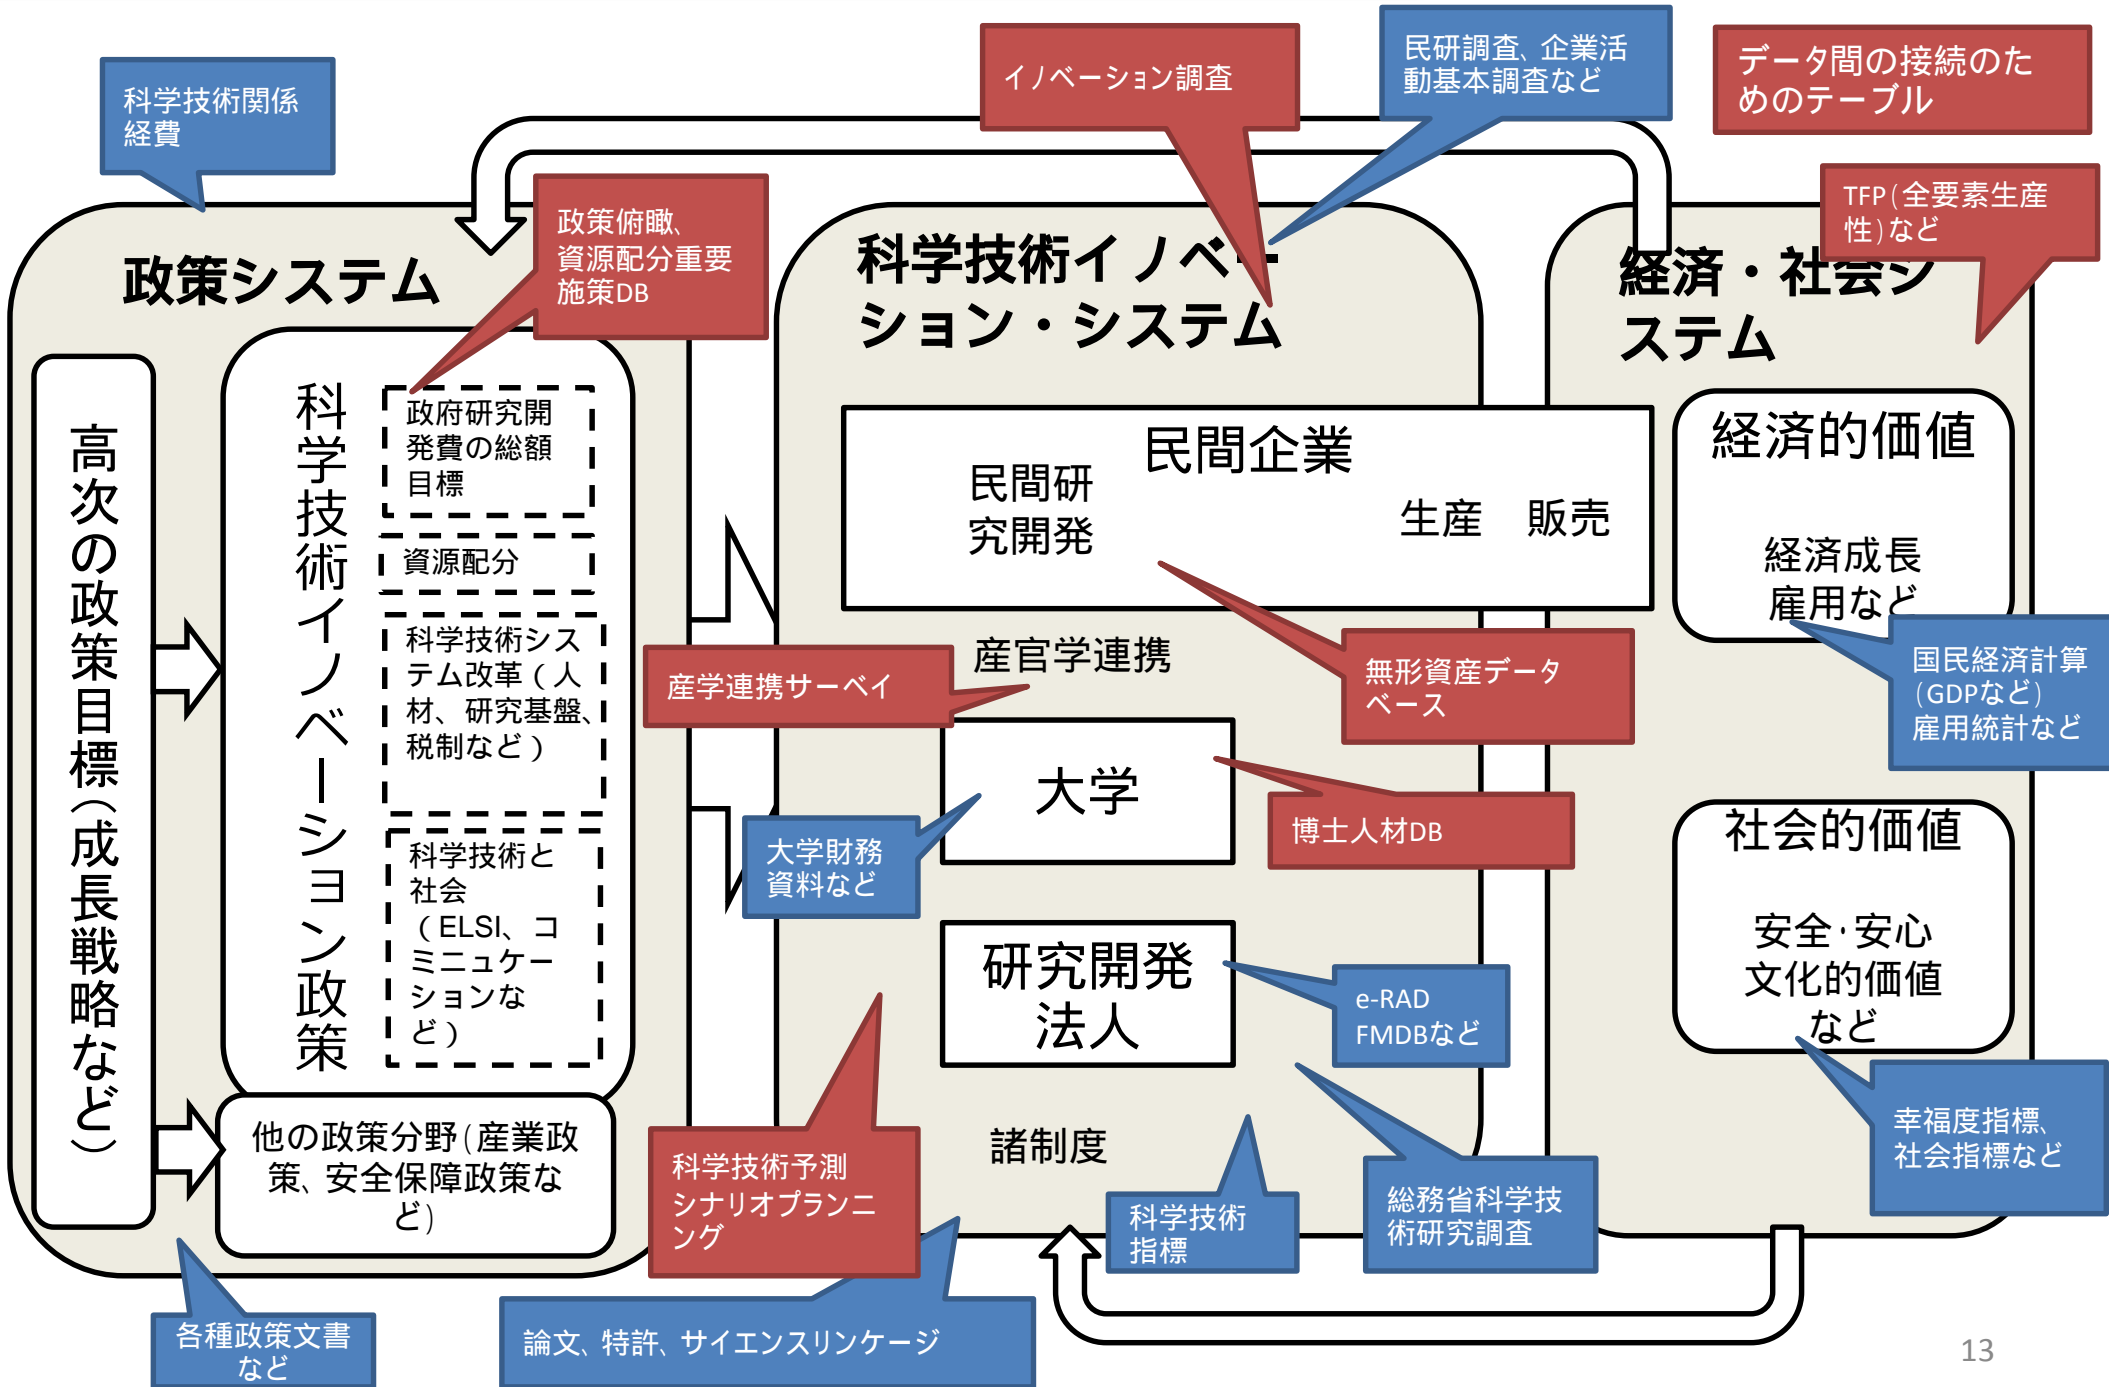 科学技術関係
経費
イノベーション調査
民研調査、企業活
動基本調査など
データ間の接続のた
めのテーブル
TFP(全要素生産
性)など
政策俯瞰、
資源配分重要
施策DB
政策システム
科学技術イノベー
ション・システム
経済・社会シ
ステム
高次の政策目標(成長戦略など)
科学技術イノベーション政策
政府研究開
発費の総額
目標
資源配分
科学技術シス
テム改革(人
材、研究基盤、
税制など)
科学技術と
社会
(ELSI、コ
ミニュケー
ションな
ど)
他の政策分野(産業政
策、安全保障政策な
ど)
民間企業
民間研
究開発
生産 販売
産官学連携
産学連携サーベイ
無形資産データ
ベース
大学
大学財務
資料など
博士人材DB
研究開発
法人
e-RAD
FMDBなど
諸制度
科学技術予測
シナリオプランニ
ング
科学技術
指標
総務省科学技
術研究調査
経済的価値
経済成長
雇用など
国民経済計算
(GDPなど)
雇用統計など
社会的価値
安全・安心
文化的価値
など
幸福度指標、
社会指標など
各種政策文書
など
論文、特許、サイエンスリンケージ
13